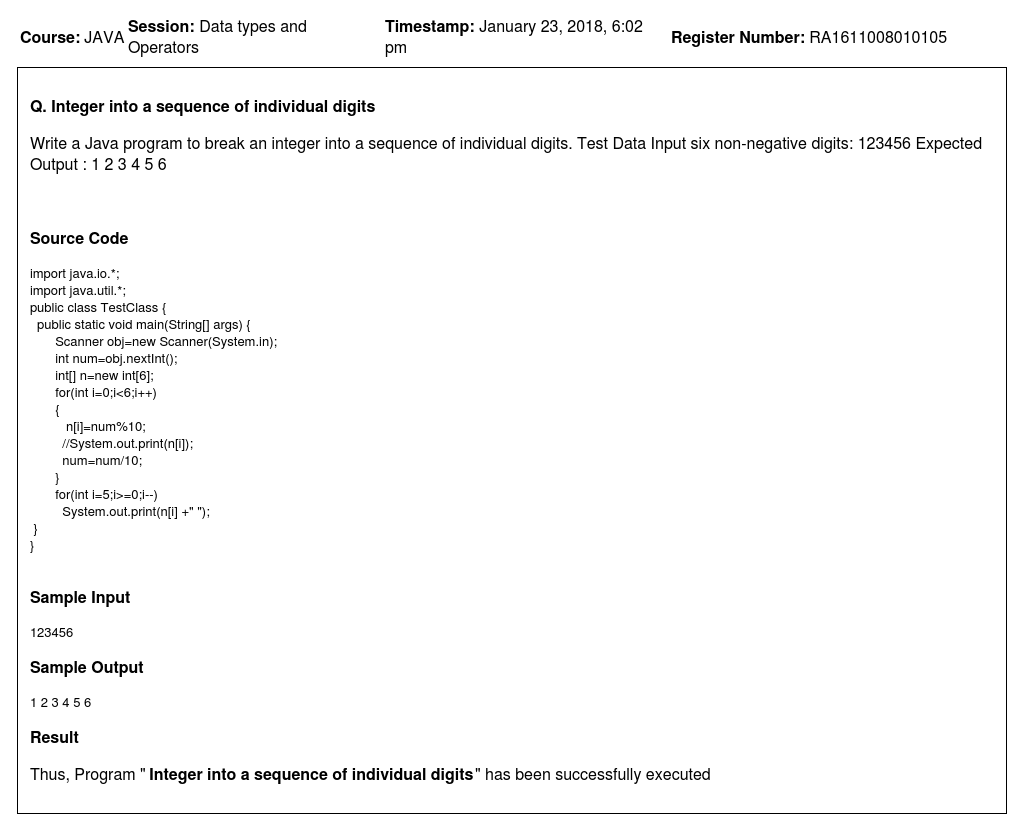 Course: JAVA Session: Data types and Operators Timestamp: January 23, 2018, 6:02 pm Register Number: RA1611008010105
Q. Integer into a sequence of individual digits
Write a Java program to break an integer into a sequence of individual digits. Test Data Input six non-negative digits: 123456 Expected
Output : 1 2 3 4 5 6
Source Code
import java.io.*;
import java.util.*;
public class TestClass {
public static void main(String[] args) {
Scanner obj=new Scanner(System.in);
int num=obj.nextInt();
int[] n=new int[6];
for(int i=0;i<6;i++)
{
n[i]=num%10;
//System.out.print(n[i]);
num=num/10;
}
for(int i=5;i>=0;i--)
System.out.print(n[i] +" ");
}
}
Sample Input
123456
Sample Output
1 2 3 4 5 6
Result
Thus, Program " Integer into a sequence of individual digits" has been successfully executed